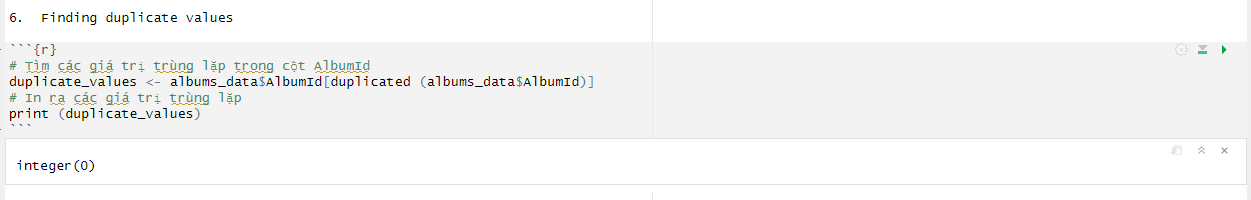 6.  Finding duplicate values
```{r}
# Tìm các giá trị trùng lặp trong cột AlbumId
duplicate_values <- albums_data$AlbumId[duplicated (albums_data$AlbumId)]
# In ra các giá trị trùng lặp
print (duplicate_values)
```
integer(0)